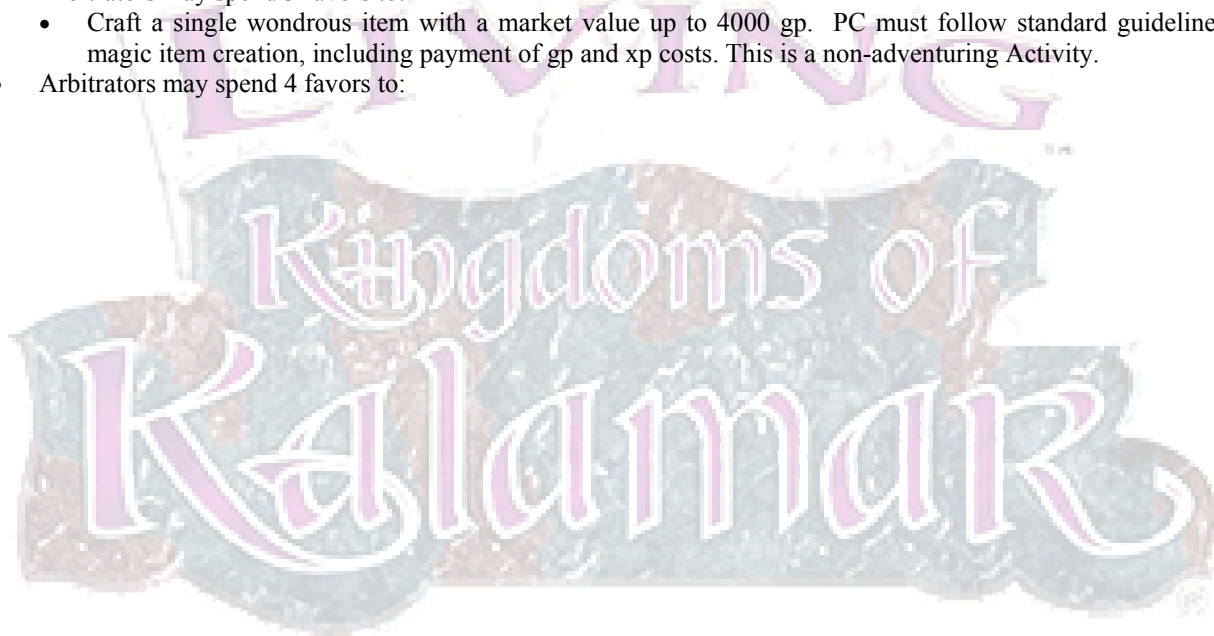 • Craft a single wondrous item with a market value up to 4000 gp. PC must follow standard guideline
magic item creation, including payment of gp and xp costs. This is a non-adventuring Activity.
Arbitrators may spend 4 favors to:
LIVING
Kingdoms of
Kalamar